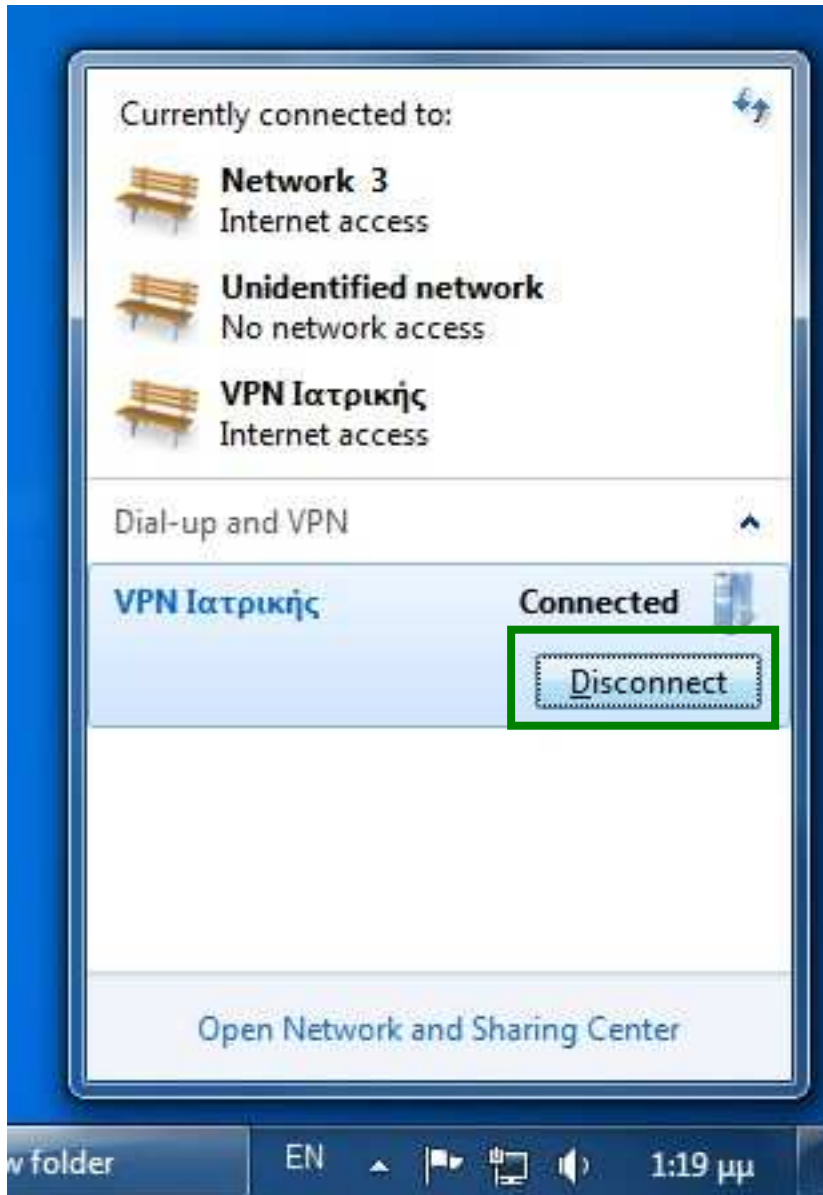 Currently connected to:
Network 3
Internet access
Unidentified network
No network access
VPN Ιατρικής
Internet access
Dial-up and VPN
VPN Ιατρικής Connected
Disconnect
Open Network and Sharing Center
w folder EN 1:19 μμ